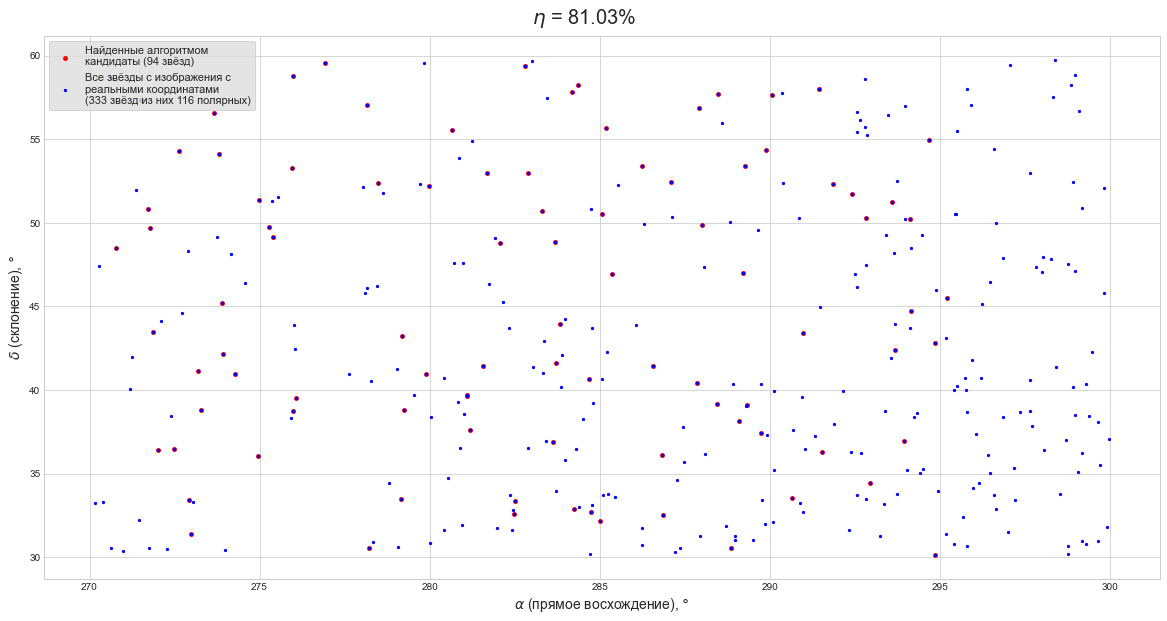 η = 81.03%
Найденные алгоритмом
кандидаты (94 звёзд)
Все звёзды с изображения с
реальными координатами
(333 звёзд из них 116 полярных)
δ (склонение), °
60
55
50
45
40
35
30
270
275
280
285
290
295
300
α (прямое восхождение), °